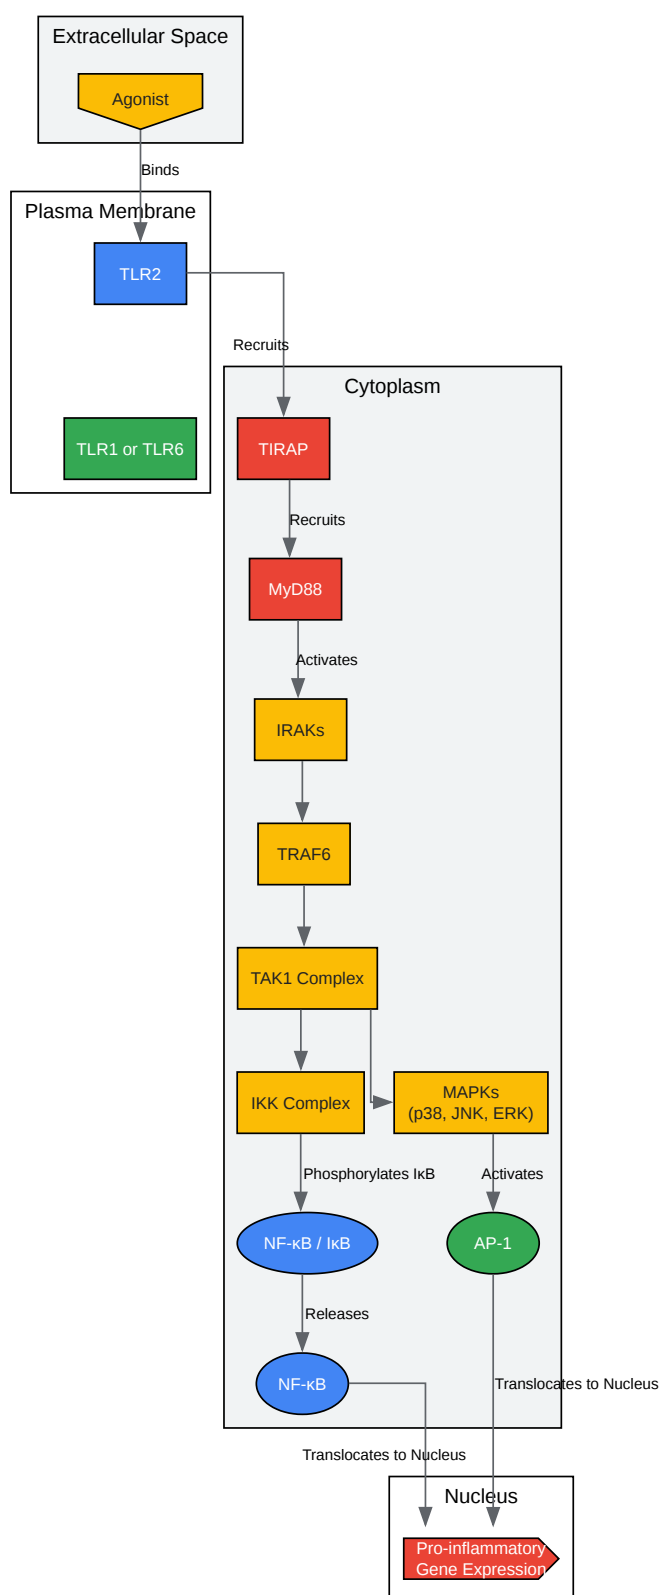 Extracellular Space
Agonist
Binds
Plasma Membrane
TLR2
Recruits
Cytoplasm
TLR1 or TLR6
TIRAP
Recruits
MyD88
Activates
IRAKs
TRAF6
TAK1 Complex
IKK Complex
MAPKs
(p38, JNK, ERK)
Phosphorylates IκB
Activates
NF-κB / IκB
AP-1
Releases
NF-κB
Translocates to Nucleus
Translocates to Nucleus
Nucleus
Pro-inflammatory
Gene Expression